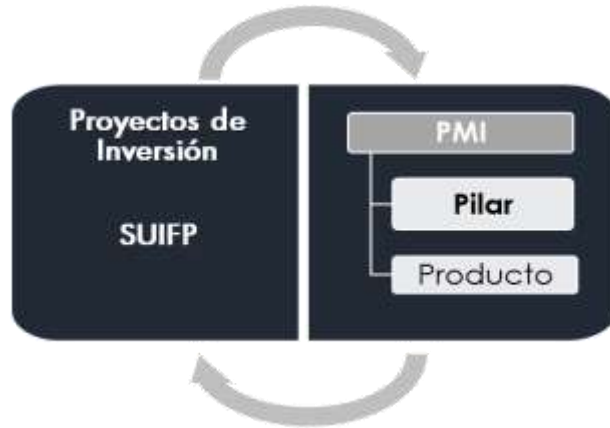 Proyectos de
Inversión
SUIFP
PMI
Pilar
Producto